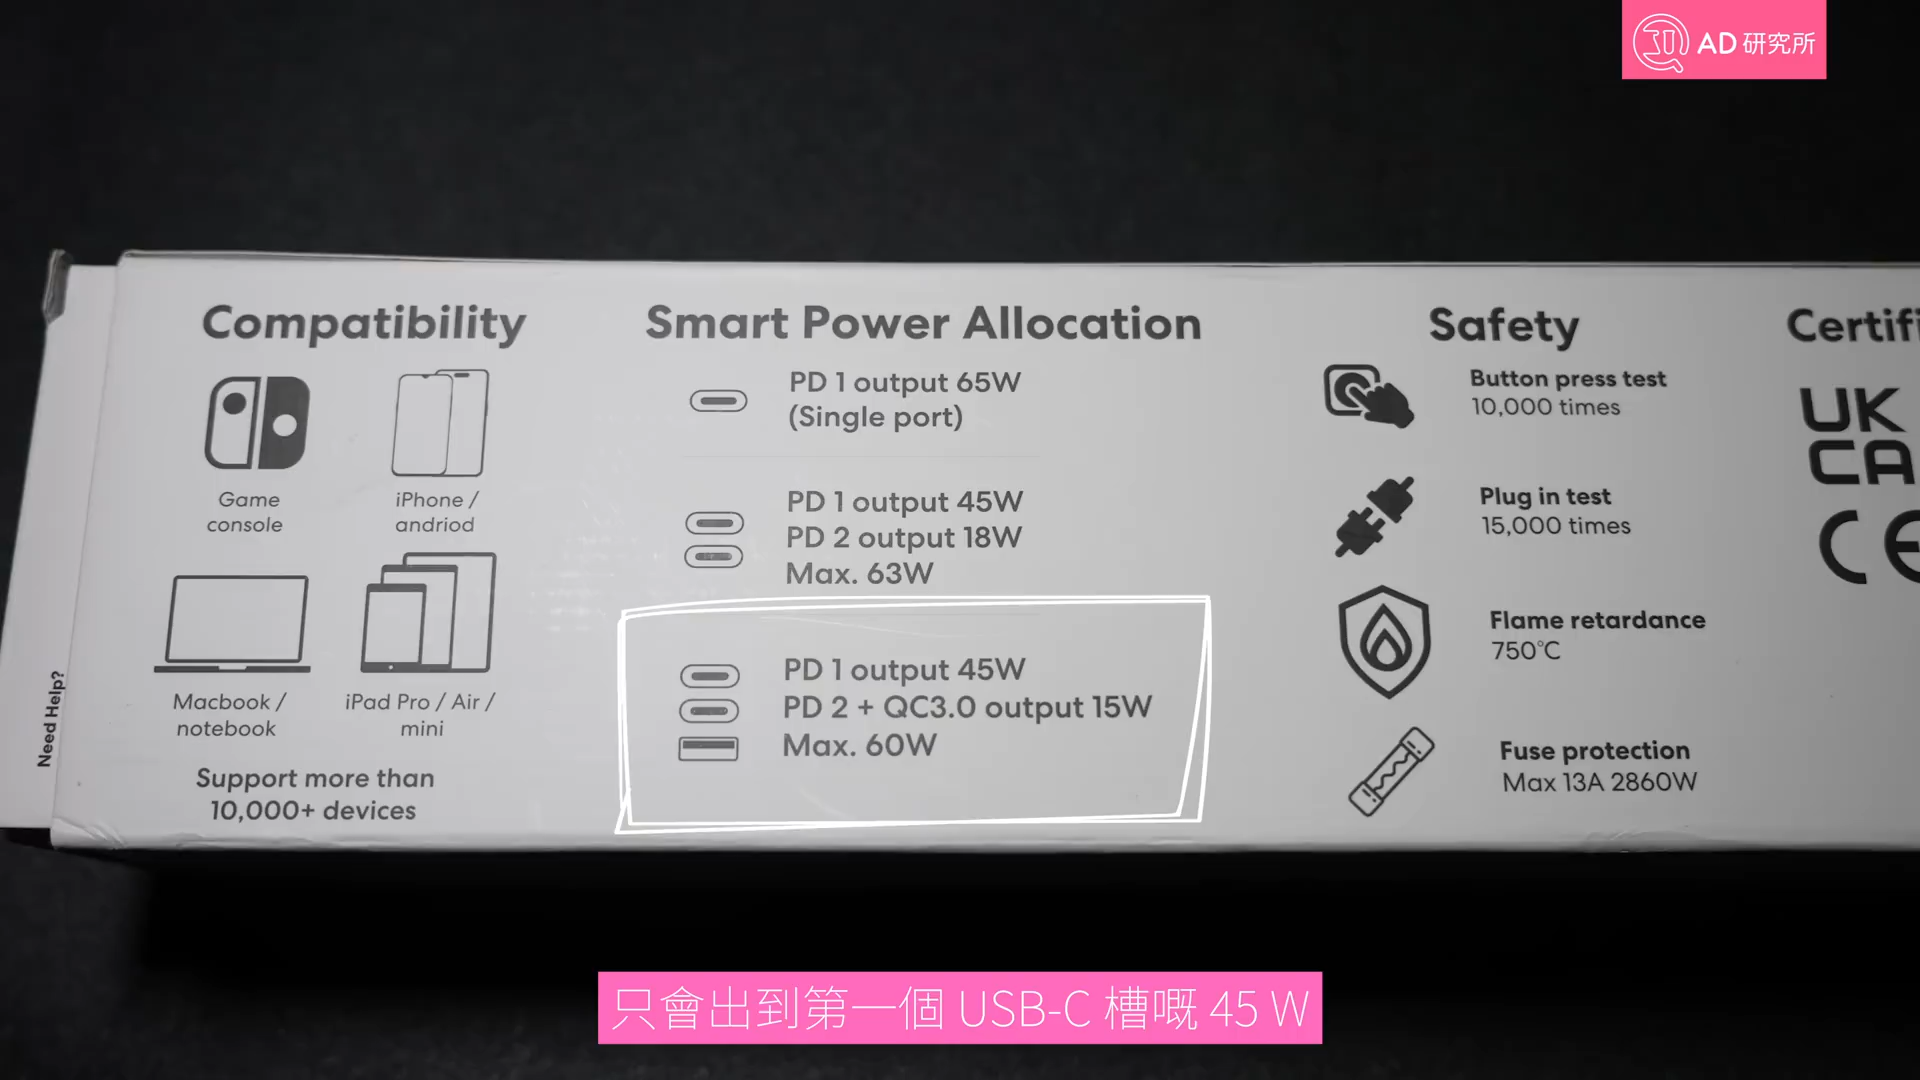 AD 研究所
Compatibility
Game
console
iPhone /
andriod
Macbook /
notebook
iPad Pro / Air /
mini
Support more than
10,000+ devices
Need Help?
Smart Power Allocation
PD 1 output 65W
(Single port)
PD 1 output 45W
PD 2 output 18W
Max. 63W
PD 1 output 45W
PD 2 + QC3.0 output 15W
Max. 60W
Safety
Button press test
10,000 times
Plug in test
15,000 times
Flame retardance
750°C
Fuse protection
Max 13A 2860W
UK
CA
CE
只會出到第一個 USB-C 槽嘅 45 W